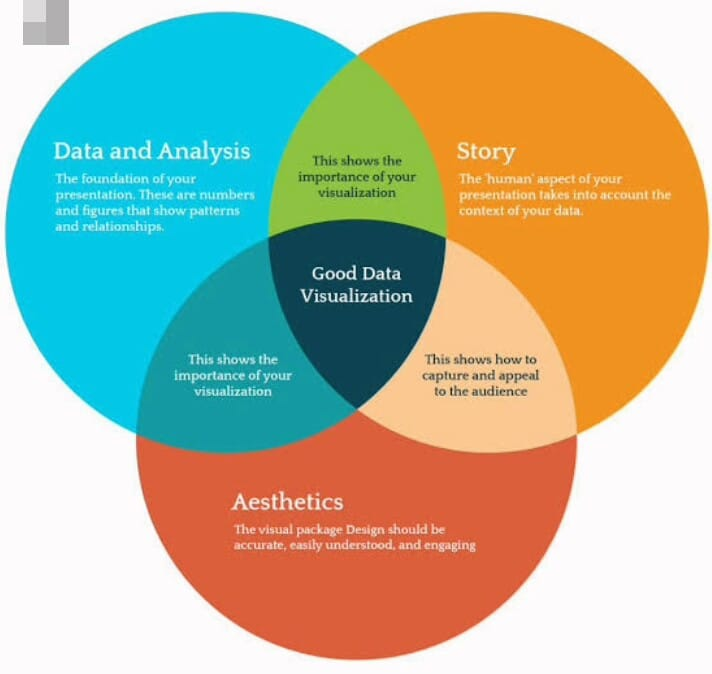 Data and Analysis
The foundation of your
presentation. These are numbers
and figures that show patterns
and relationships.
This shows the
importance of your
visualization
Story
The 'human' aspect of your
presentation takes into account the
context of your data.
Good Data
Visualization
This shows the
importance of your
visualization
This shows how to
capture and appeal
to the audience
Aesthetics
The visual package Design should be
accurate, easily understood, and engaging